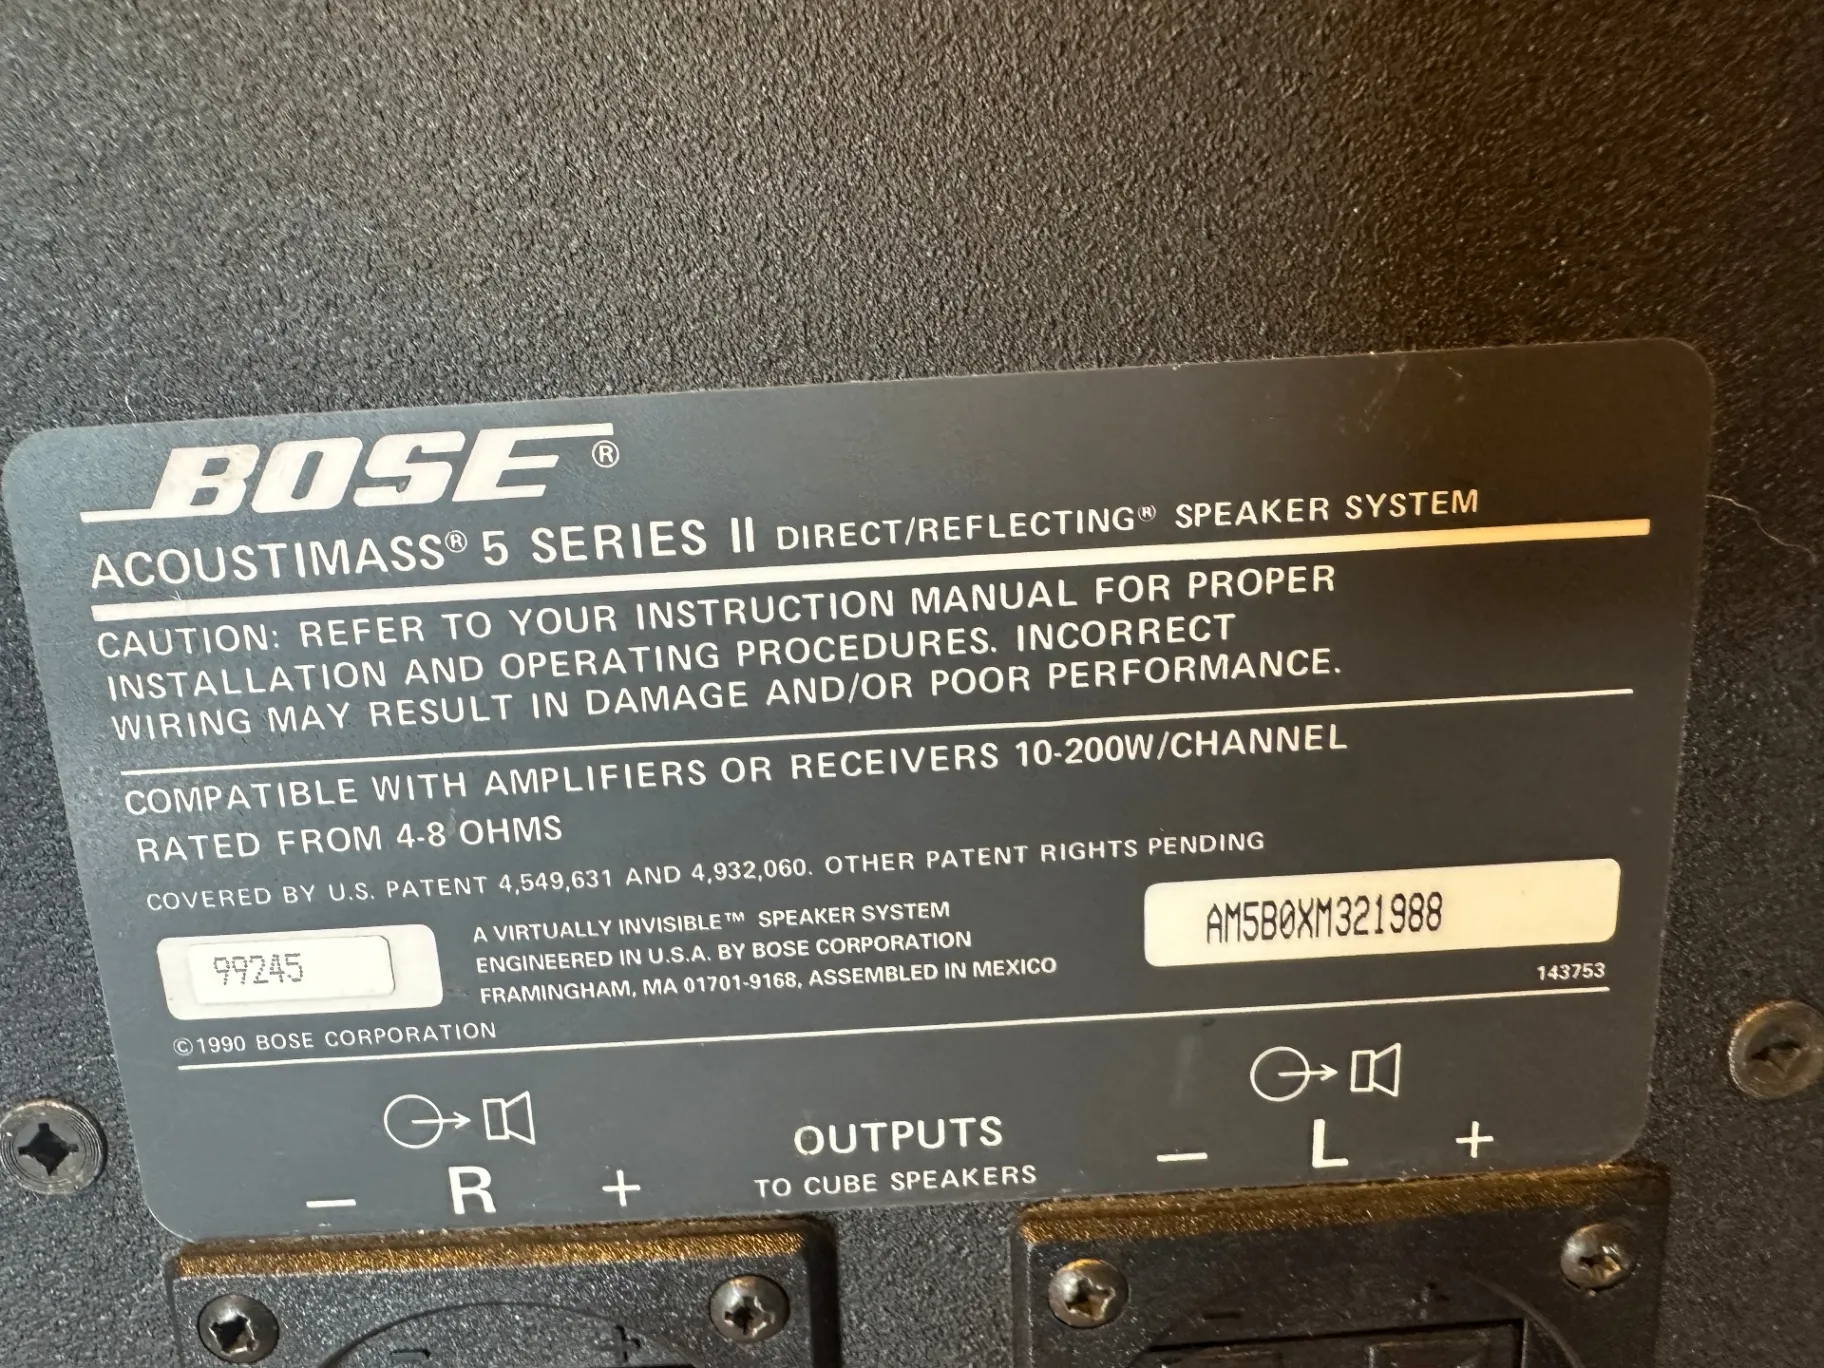 BOSE®
ACOUSTIMASS® 5 SERIES II DIRECT/REFLECTING® SPEAKER SYSTEM
CAUTION: REFER TO YOUR INSTRUCTION MANUAL FOR PROPER
INSTALLATION AND OPERATING PROCEDURES. INCORRECT
WIRING MAY RESULT IN DAMAGE AND/OR POOR PERFORMANCE.
COMPATIBLE WITH AMPLIFIERS OR RECEIVERS 10-200W/CHANNEL
RATED FROM 4-8 OHMS
COVERED BY U.S. PATENT 4,549,631 AND 4,932,060. OTHER PATENT RIGHTS PENDING
99245
A VIRTUALLY INVISIBLE™ SPEAKER SYSTEM
ENGINEERED IN U.S.A. BY BOSE CORPORATION
FRAMINGHAM, MA 01701-9168, ASSEMBLED IN MEXICO
AM5B0XM321988
143753
©1990 BOSE CORPORATION
OUTPUTS
TO CUBE SPEAKERS
− R +
− L +
− +
− +